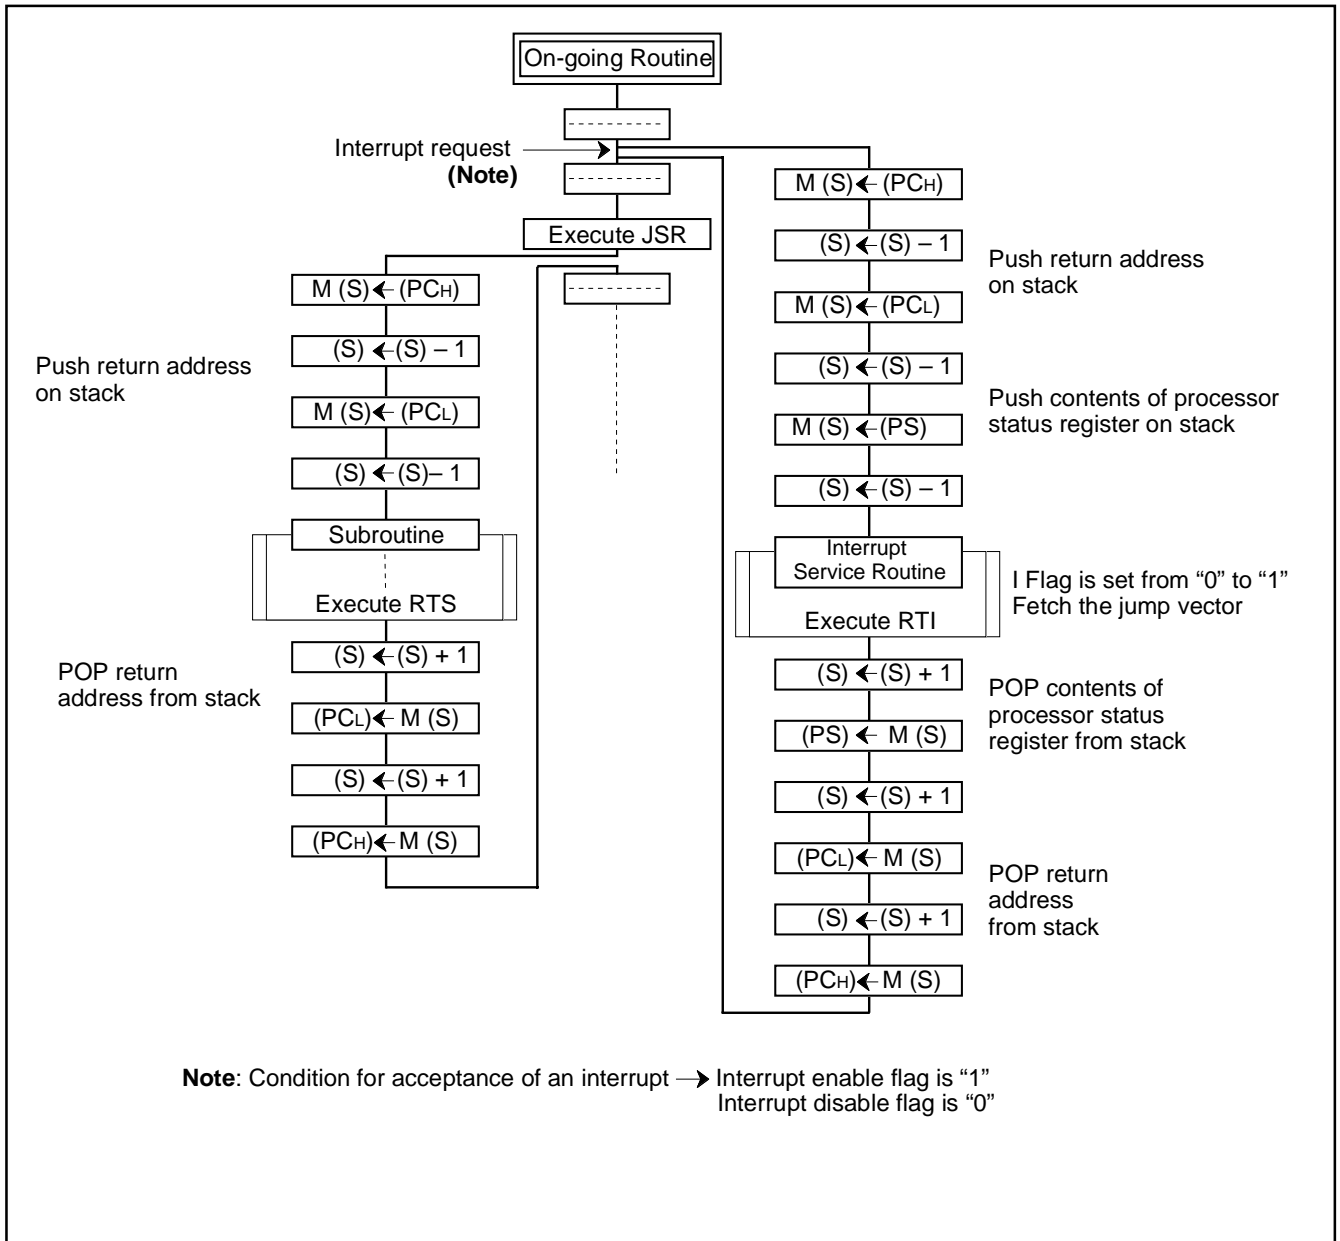 On-going Routine
Interrupt request
(Note)
Execute JSR
M (S) ← (PCH)
(S) ← (S) – 1
M (S) ← (PCL)
(S) ← (S)– 1
Push return address
on stack
Subroutine
Execute RTS
(S) ← (S) + 1
(PCL) ← M (S)
(S) ← (S) + 1
(PCH) ← M (S)
POP return
address from stack
M (S) ← (PCH)
(S) ← (S) – 1
M (S) ← (PCL)
(S) ← (S) – 1
M (S) ← (PS)
(S) ← (S) – 1
Push return address
on stack
Push contents of processor
status register on stack
Interrupt
Service Routine
Execute RTI
I Flag is set from “0” to “1”
Fetch the jump vector
(S) ← (S) + 1
(PS) ← M (S)
(S) ← (S) + 1
(PCL) ← M (S)
(S) ← (S) + 1
(PCH) ← M (S)
POP contents of
processor status
register from stack
POP return
address
from stack
Note: Condition for acceptance of an interrupt → Interrupt enable flag is “1”
Interrupt disable flag is “0”